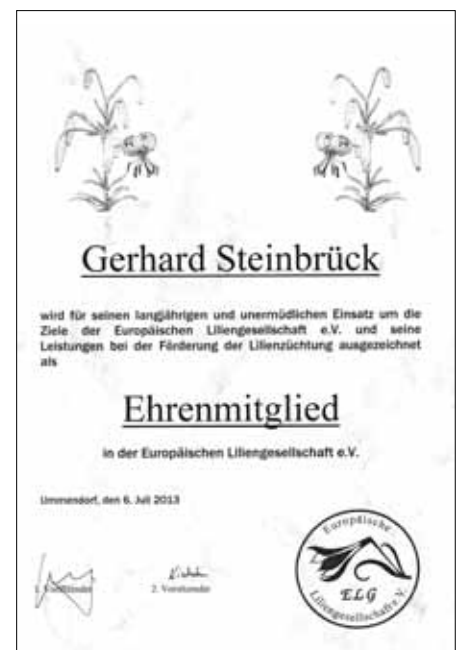 Gerhard Steinbrück
wird für seinen langjährigen und unermüdlichen Einsatz um die
Ziele der Europäischen Liliengesellschaft e.V. und seine
Leistungen bei der Förderung der Lilienzüchtung ausgezeichnet
als
Ehrenmitglied
in der Europäischen Liliengesellschaft e.V.
Ummendorf, den 6. Juli 2013
1. Vorsitzender
2. Vorsitzender
Europäische
ELG
Liliengesellschaft e.V.